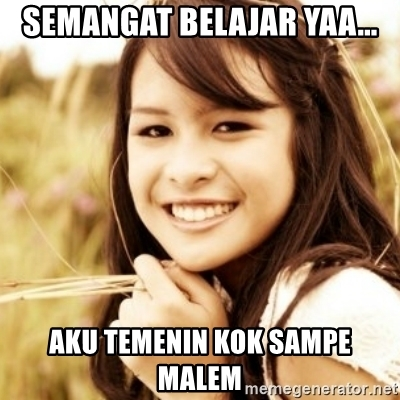 SEMANGAT BELAJAR YAA...
AKU TEMENIN KOK SAMPE
MALEM
memegenerator.net